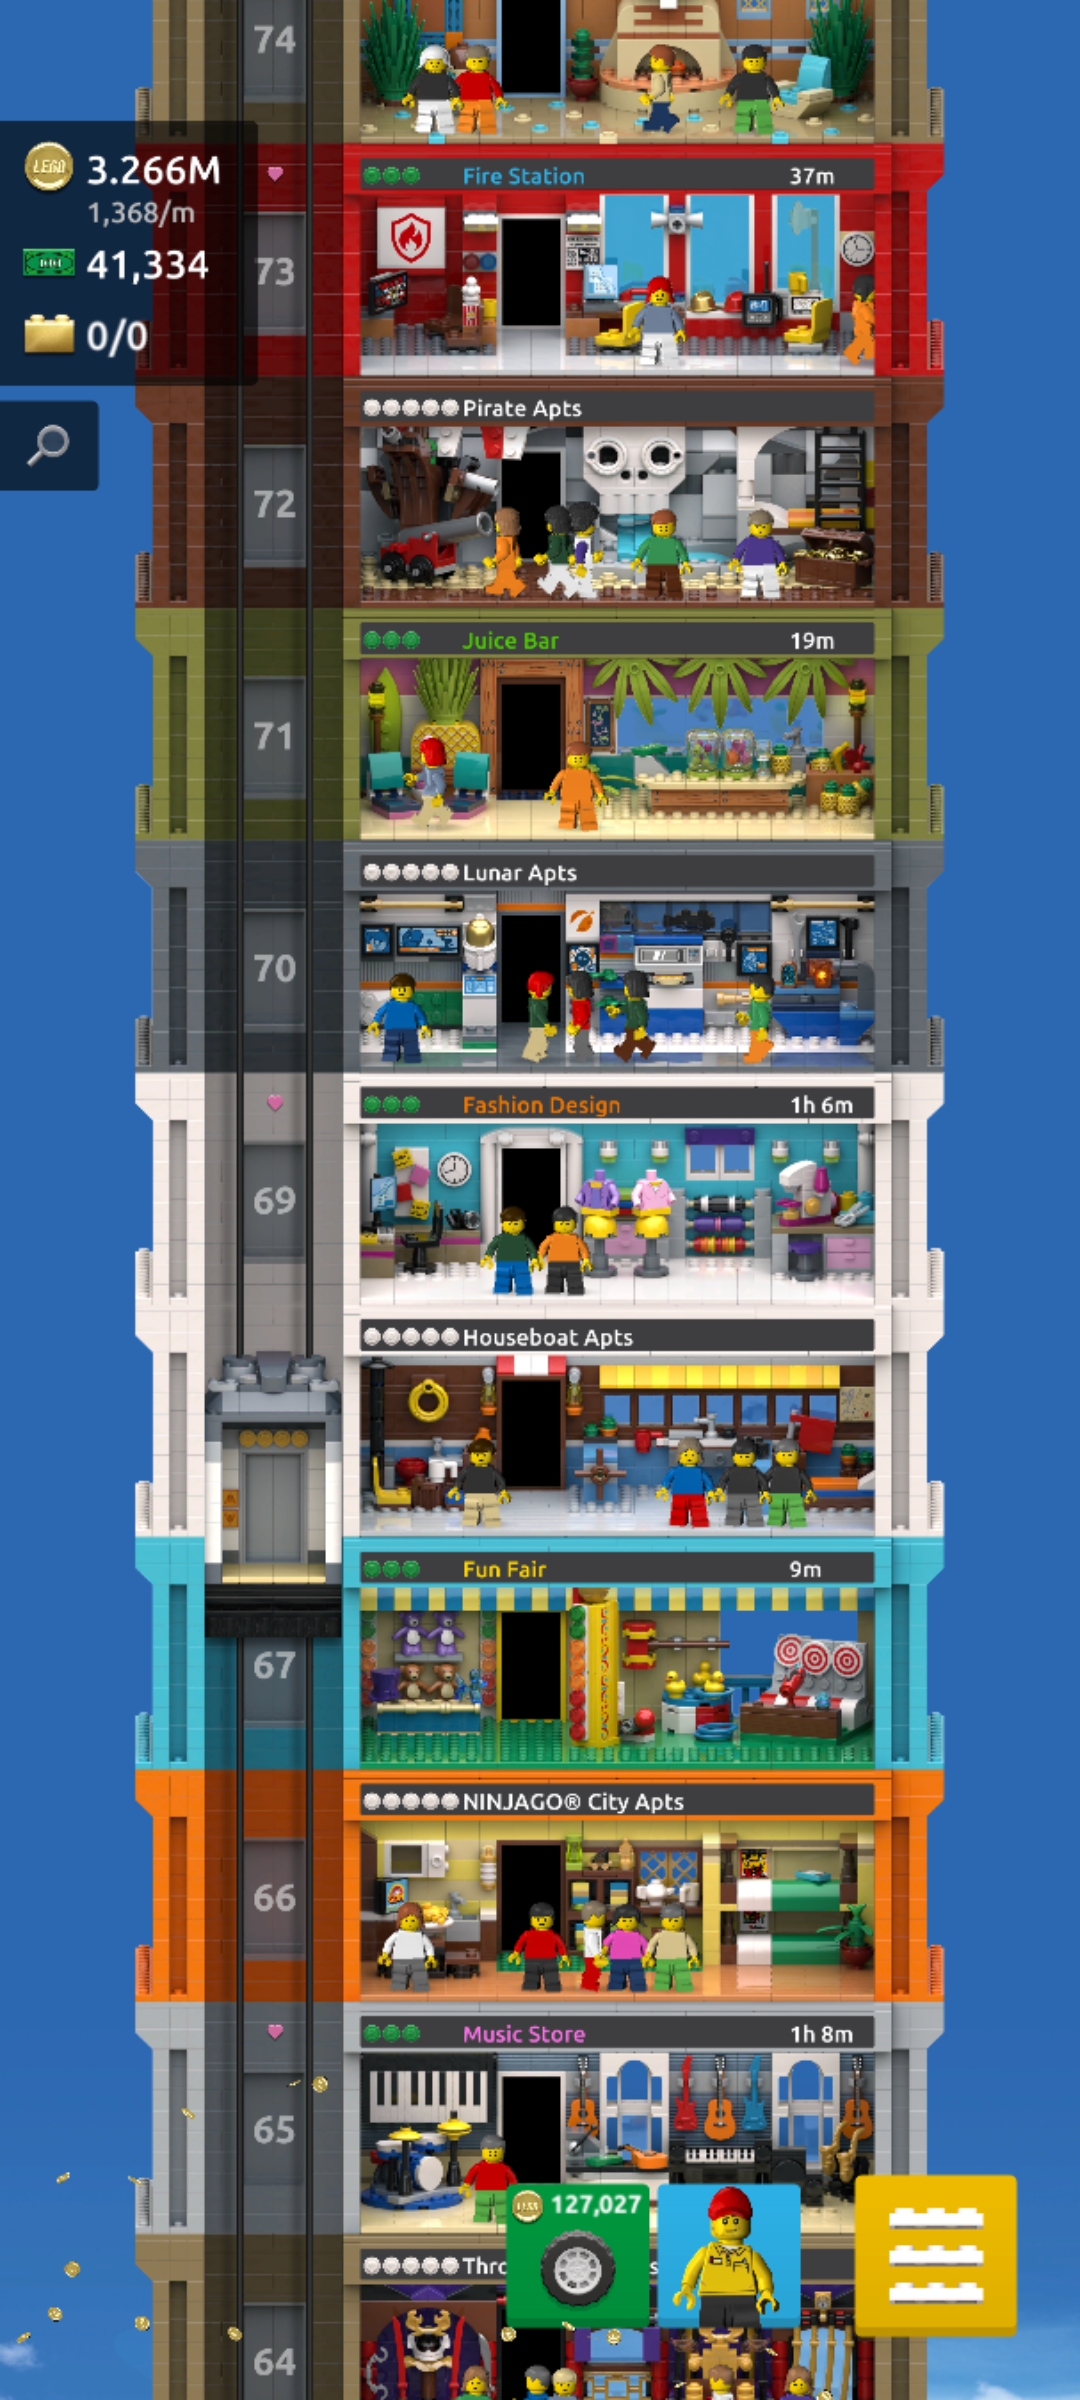 74
LEGO 3.266M
1,368/m
41,334
0/0
Fire Station 37m
73
Pirate Apts
72
Juice Bar 19m
71
Lunar Apts
70
Fashion Design 1h 6m
69
Houseboat Apts
Fun Fair 9m
67
NINJAGO® City Apts
66
Music Store 1h 8m
65
127,027
64